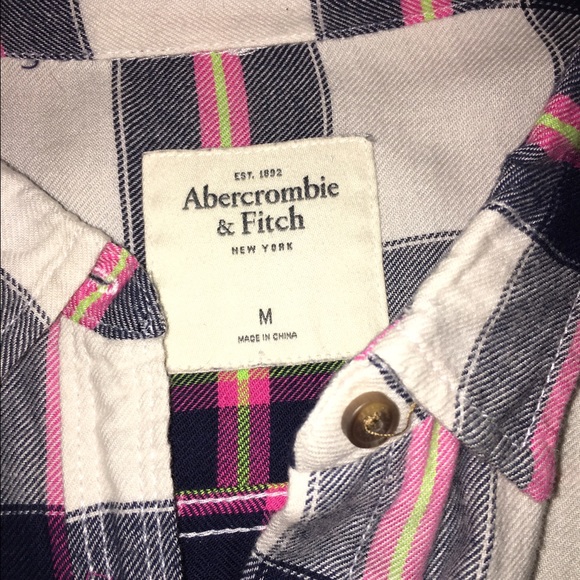 EST. 1892
Abercrombie
& Fitch
NEW YORK
M
MADE IN CHINA